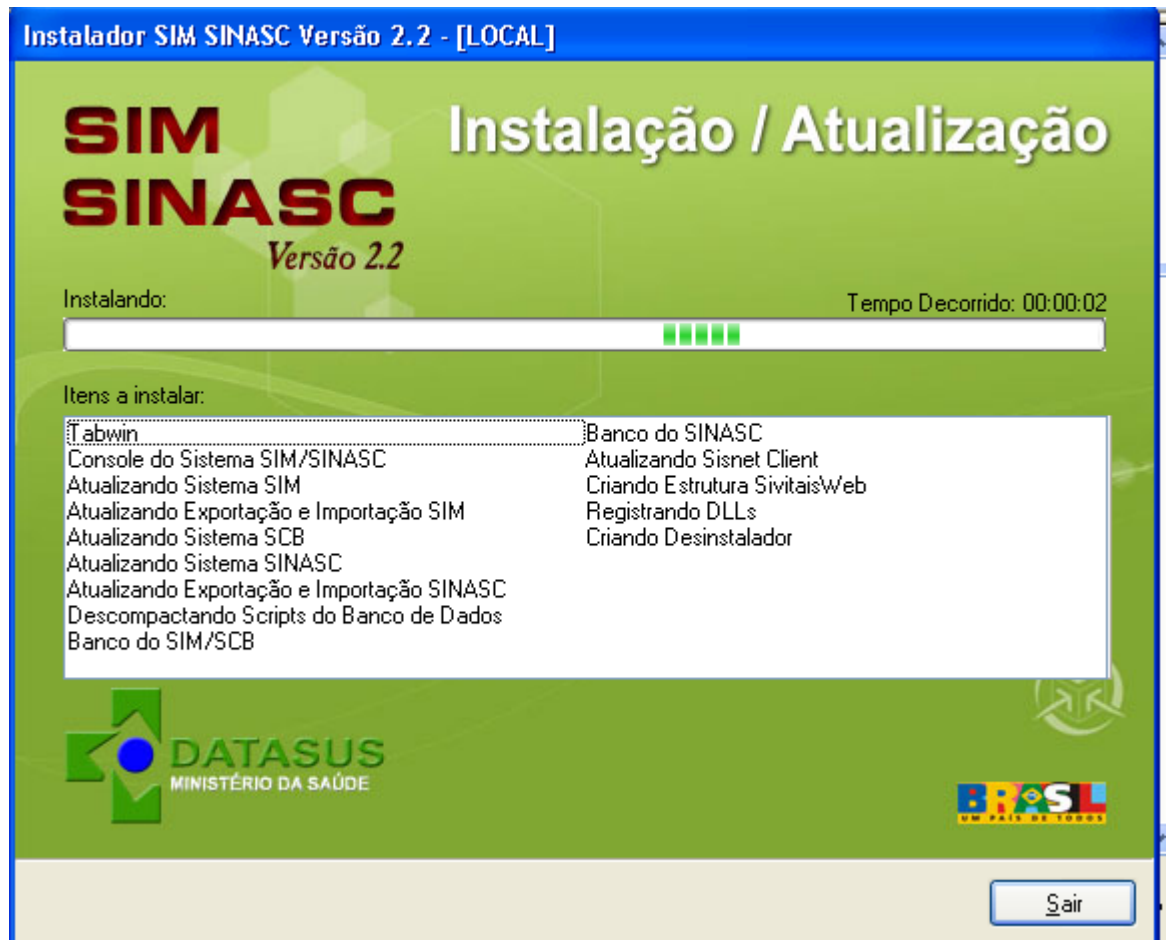 Instalador SIM SINASC Versão 2.2 - [LOCAL]
SIM
SINASC
Versão 2.2
Instalação / Atualização
Instalando:
Tempo Decorrido: 00:00:02
Itens a instalar:
Tabwin
Console do Sistema SIM/SINASC
Atualizando Sistema SIM
Atualizando Exportação e Importação SIM
Atualizando Sistema SCB
Atualizando Sistema SINASC
Atualizando Exportação e Importação SINASC
Descompactando Scripts do Banco de Dados
Banco do SIM/SCB
Banco do SINASC
Atualizando Sisnet Client
Criando Estrutura SivitaisWeb
Registrando DLLs
Criando Desinstalador
DATASUS
MINISTÉRIO DA SAÚDE
BRASIL
UM PAÍS DE TODOS
Sair